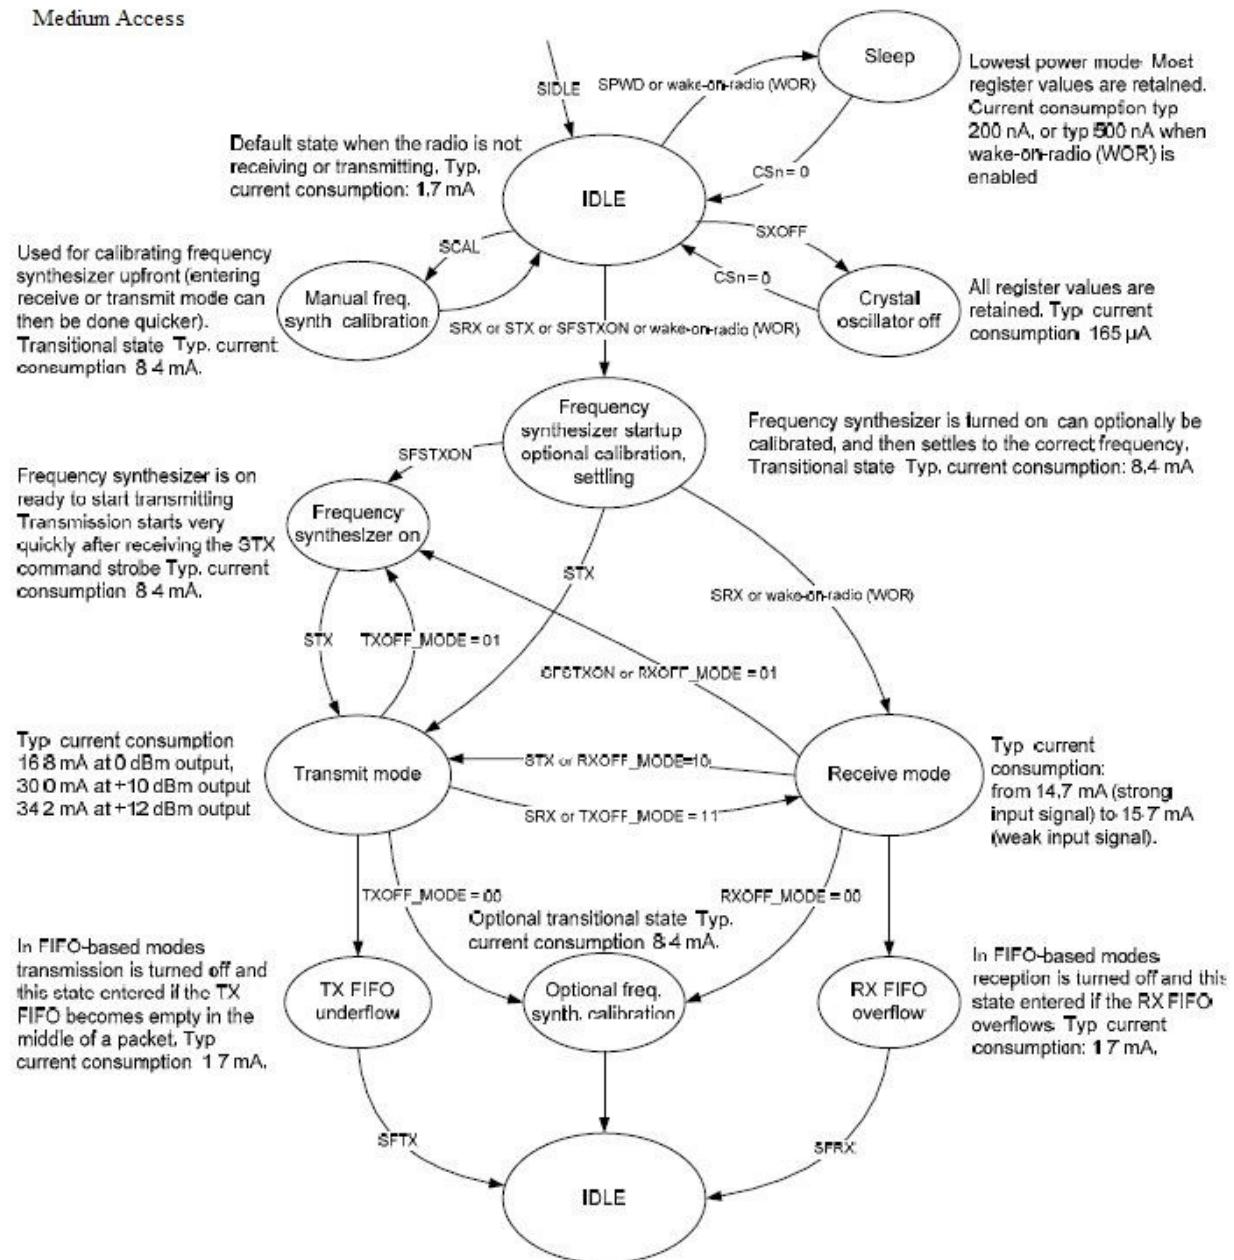 Medium Access
Sleep
Lowest power mode. Most
register values are retained.
Current consumption typ
200 nA, or typ 500 nA when
wake-on-radio (WOR) is
enabled
SIDLE
SPWD or wake-on-radio (WOR)
CSn = 0
Default state when the radio is not
receiving or transmitting. Typ.
current consumption: 1.7 mA
IDLE
SCAL
SXOFF
CSn = 0
Used for calibrating frequency
synthesizer upfront (entering
receive or transmit mode can
then be done quicker).
Transitional state Typ. current
consumption 8.4 mA.
Manual freq.
synth. calibration
Crystal
oscillator off
All register values are
retained. Typ. current
consumption 165 µA
SRX or STX or SFSTXON or wake-on-radio (WOR)
Frequency
synthesizer startup
optional calibration,
settling
Frequency synthesizer is turned on, can optionally be
calibrated, and then settles to the correct frequency.
Transitional state Typ. current consumption: 8.4 mA
SFSTXON
Frequency synthesizer is on
ready to start transmitting
Transmission starts very
quickly after receiving the STX
command strobe Typ. current
consumption 8.4 mA.
Frequency
synthesizer on
STX
SRX or wake-on-radio (WOR)
STX
TXOFF_MODE = 01
SFSTXON or RXOFF_MODE = 01
Typ. current consumption
16.8 mA at 0 dBm output,
30.0 mA at +10 dBm output
34.2 mA at +12 dBm output
Transmit mode
STX or RXOFF_MODE=10
SRX or TXOFF_MODE = 11
Receive mode
Typ. current
consumption:
from 14.7 mA (strong
input signal) to 15.7 mA
(weak input signal).
TXOFF_MODE = 00
RXOFF_MODE = 00
Optional transitional state Typ.
current consumption 8.4 mA.
In FIFO-based modes
transmission is turned off and
this state entered if the TX
FIFO becomes empty in the
middle of a packet. Typ
current consumption 1.7 mA.
TX FIFO
underflow
Optional freq.
synth. calibration
RX FIFO
overflow
In FIFO-based modes
reception is turned off and this
state entered if the RX FIFO
overflows. Typ current
consumption: 1.7 mA.
SFTX
SFRX
IDLE